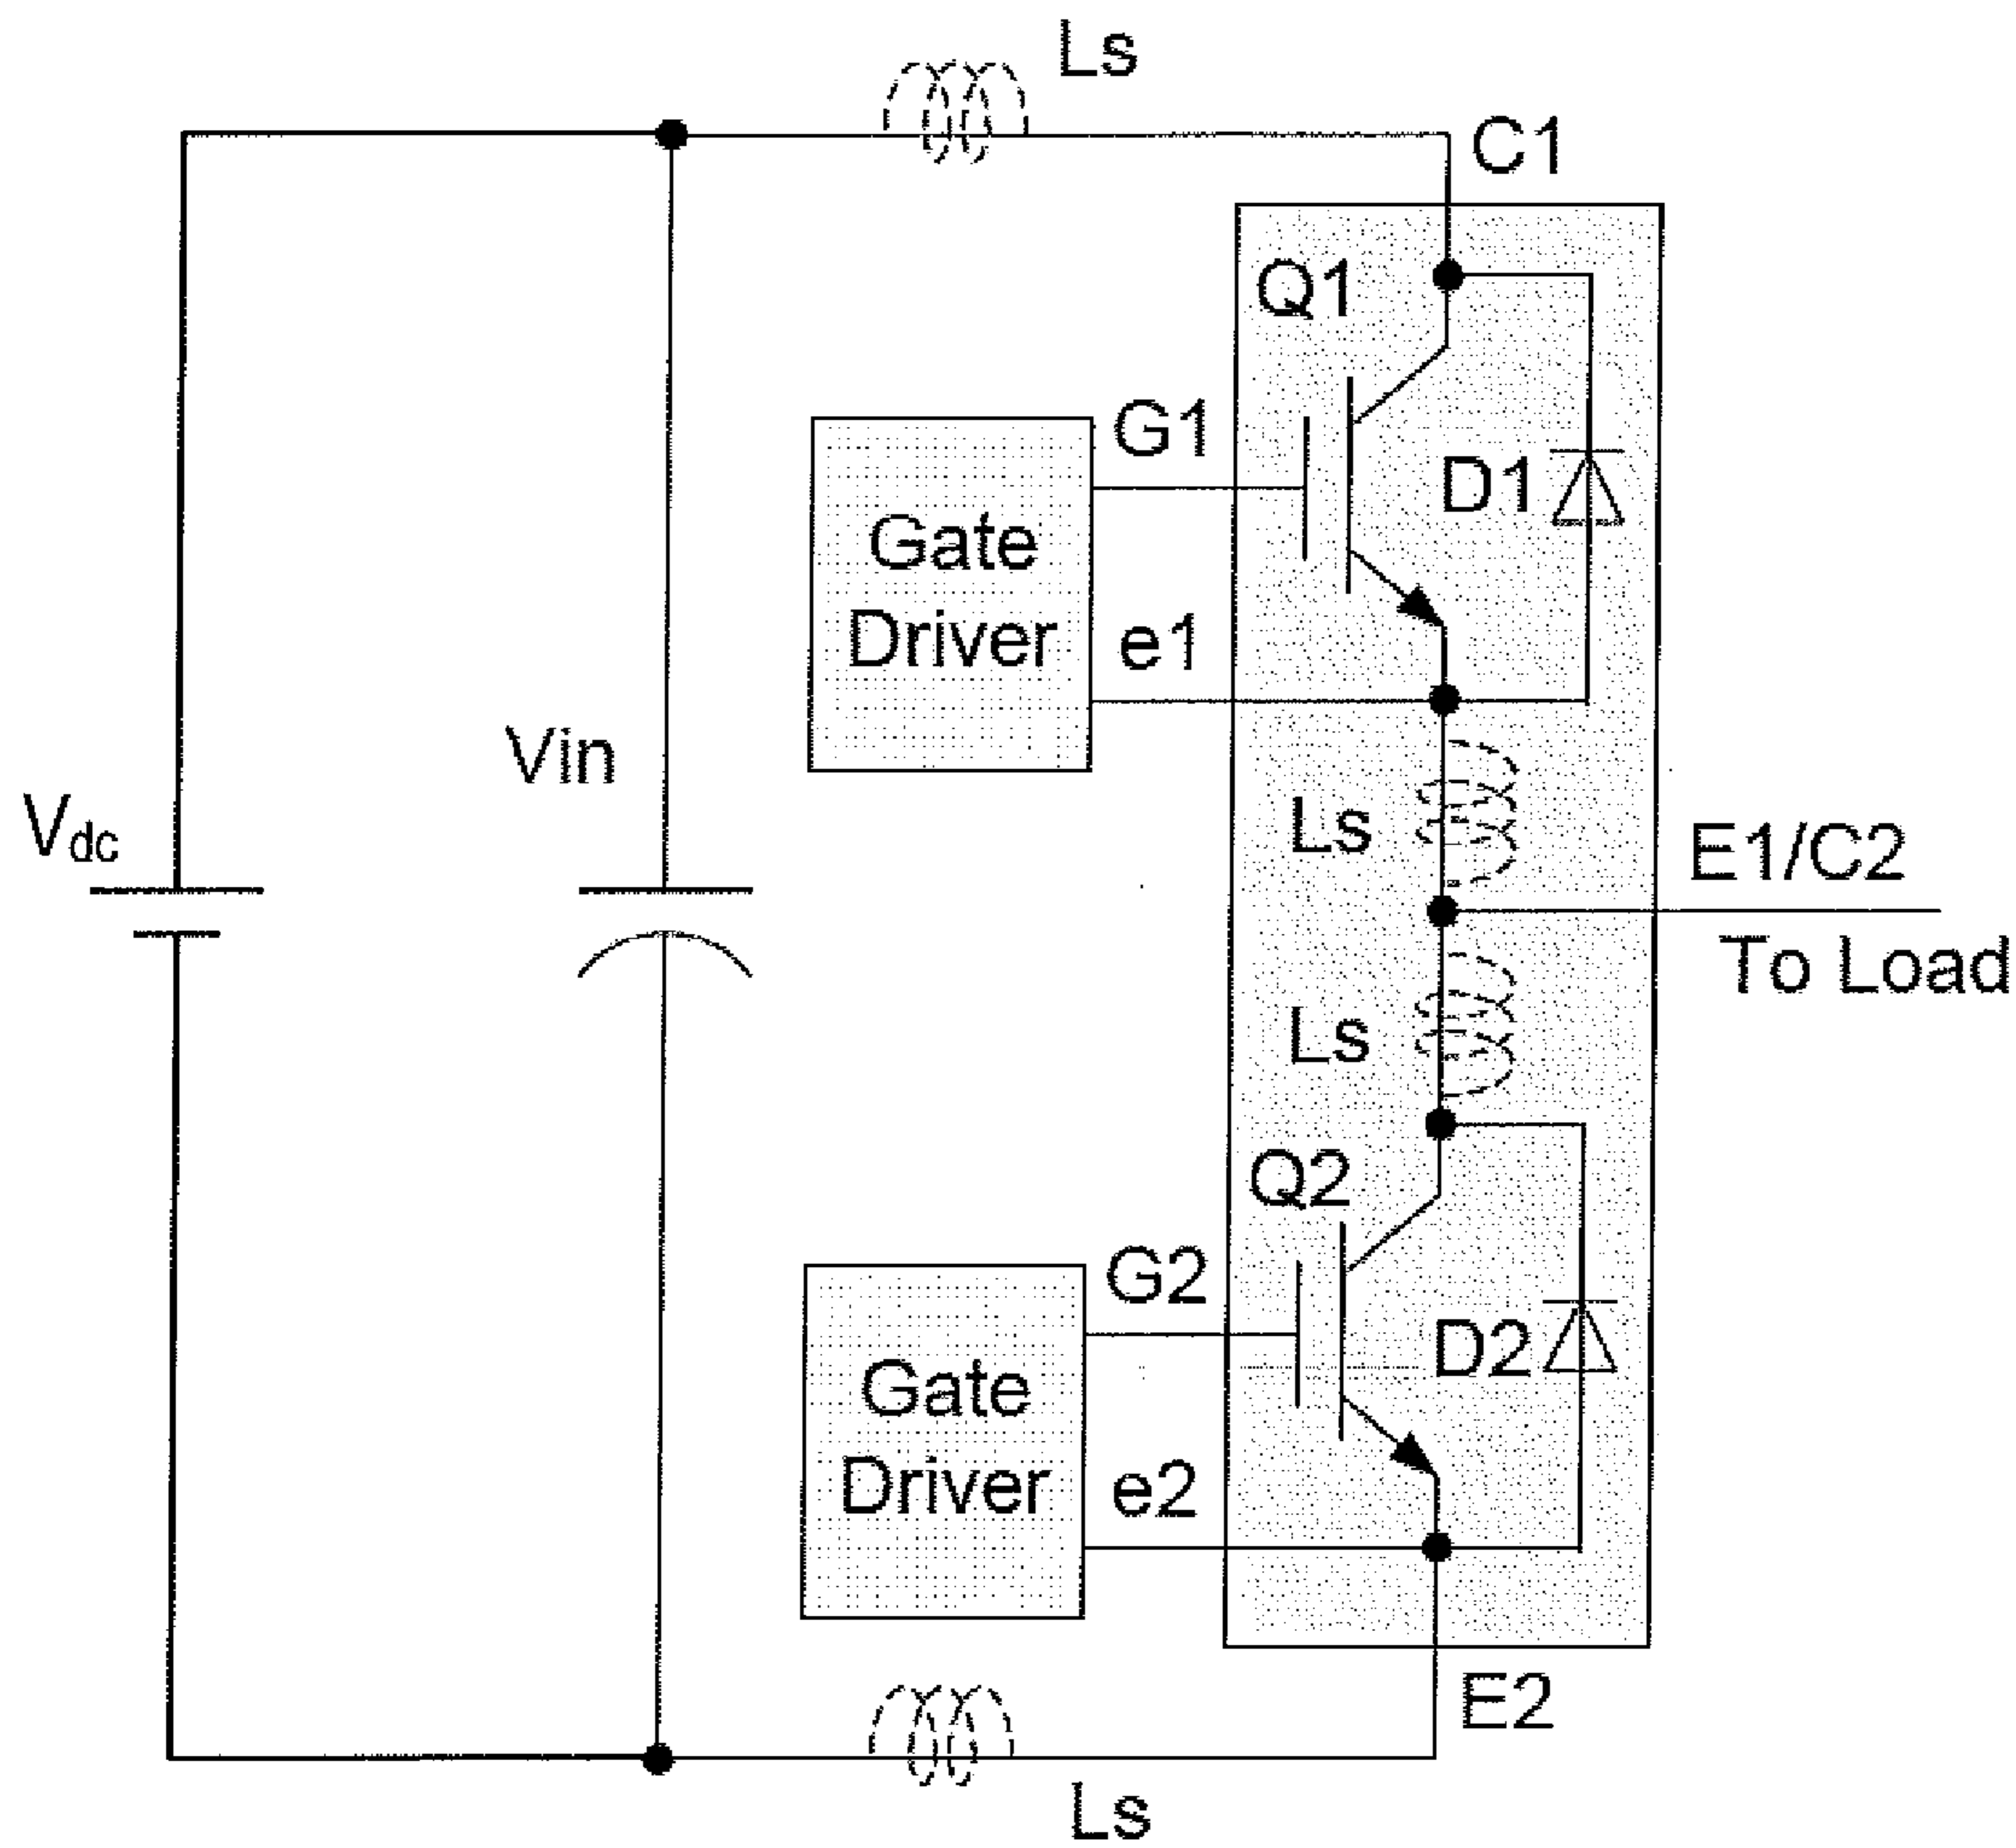 Ls
C1
Q1
G1
D1
Gate
Driver
e1
Vin
Vdc
Ls
E1/C2
To Load
Ls
Q2
G2
D2
Gate
Driver
e2
E2
Ls